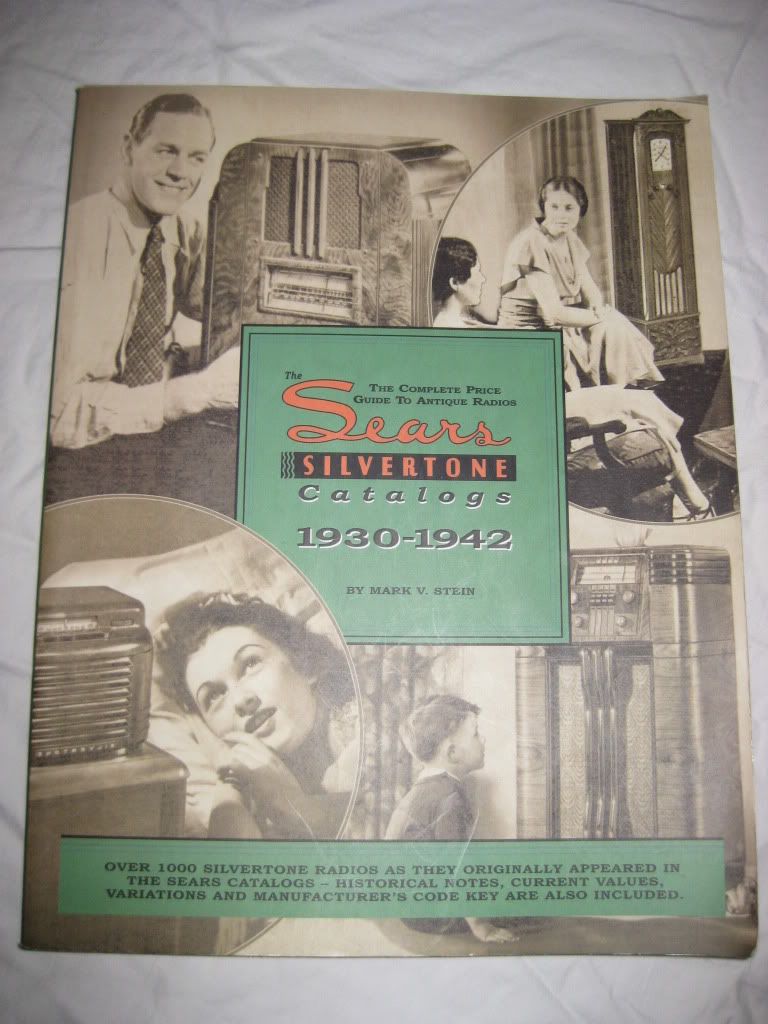 The
THE COMPLETE PRICE
GUIDE TO ANTIQUE RADIOS
Sears
SILVERTONE
Catalogs
1930-1942
BY MARK V. STEIN
OVER 1000 SILVERTONE RADIOS AS THEY ORIGINALLY APPEARED IN
THE SEARS CATALOGS – HISTORICAL NOTES, CURRENT VALUES,
VARIATIONS AND MANUFACTURER'S CODE KEY ARE ALSO INCLUDED.